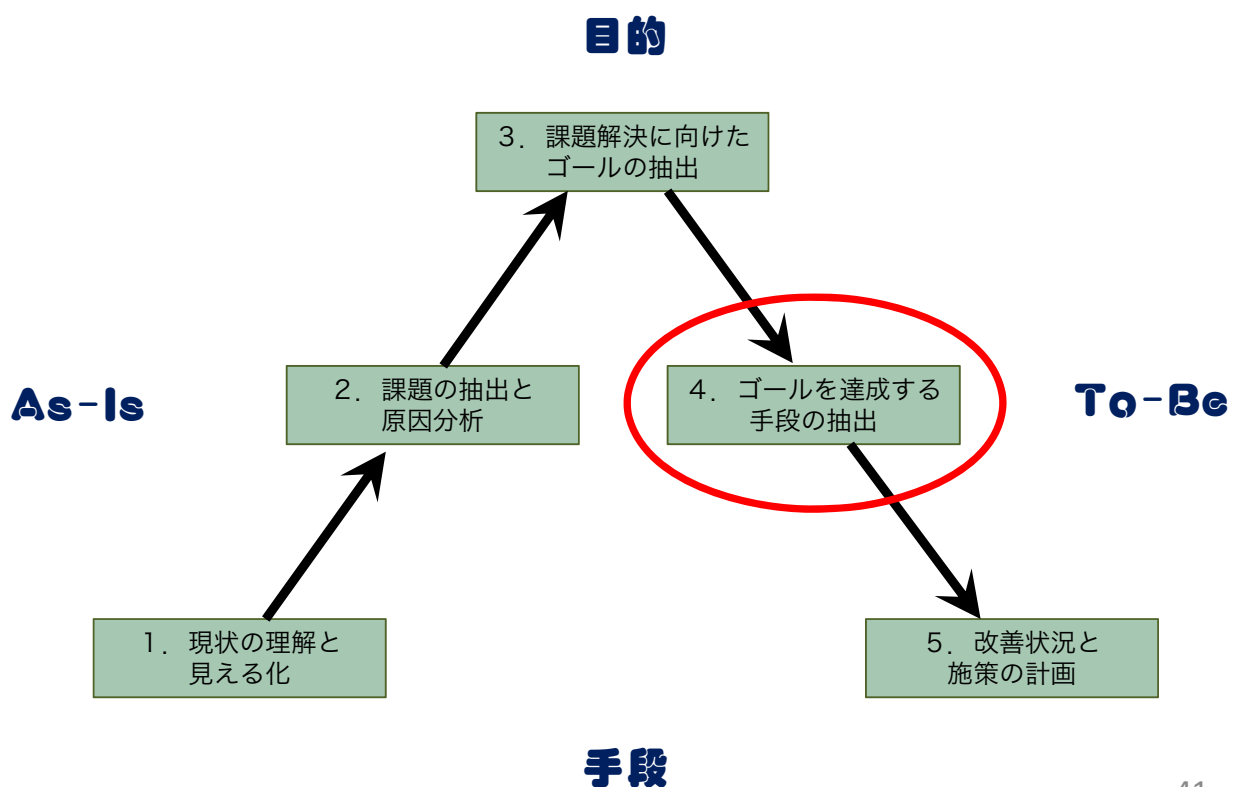 目的
3．課題解決に向けた
ゴールの抽出
As-Is
2．課題の抽出と
原因分析
4．ゴールを達成する
手段の抽出
To-Be
1．現状の理解と
見える化
5．改善状況と
施策の計画
手段
41